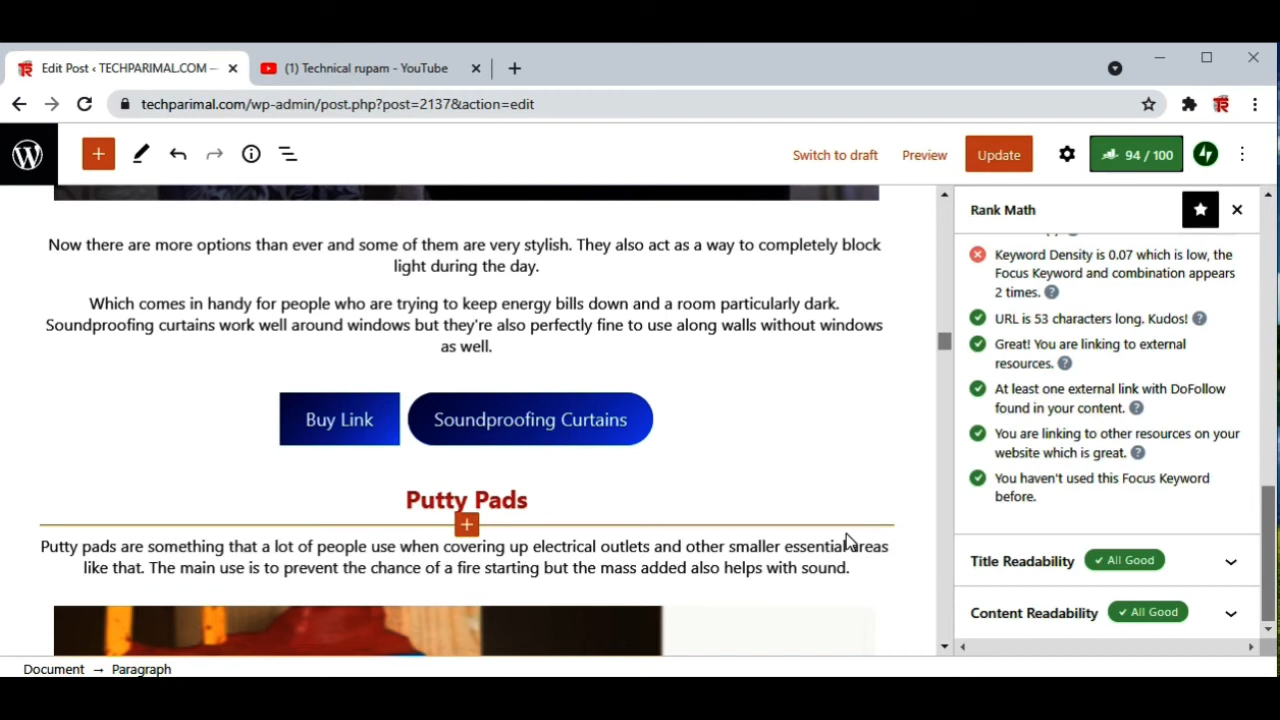 Edit Post ‹ TECHPARIMAL.COM —
(1) Technical rupam - YouTube
techparimal.com/wp-admin/post.php?post=2137&action=edit
Switch to draft
Preview
Update
94 / 100
Rank Math
Now there are more options than ever and some of them are very stylish. They also act as a way to completely block
light during the day.
Which comes in handy for people who are trying to keep energy bills down and a room particularly dark.
Soundproofing curtains work well around windows but they're also perfectly fine to use along walls without windows
as well.
Buy Link
Soundproofing Curtains
Putty Pads
Putty pads are something that a lot of people use when covering up electrical outlets and other smaller essential areas
like that. The main use is to prevent the chance of a fire starting but the mass added also helps with sound.
Keyword Density is 0.07 which is low, the
Focus Keyword and combination appears
2 times.
URL is 53 characters long. Kudos!
Great! You are linking to external
resources.
At least one external link with DoFollow
found in your content.
You are linking to other resources on your
website which is great.
You haven't used this Focus Keyword
before.
Title Readability
✓ All Good
Content Readability
✓ All Good
Document → Paragraph